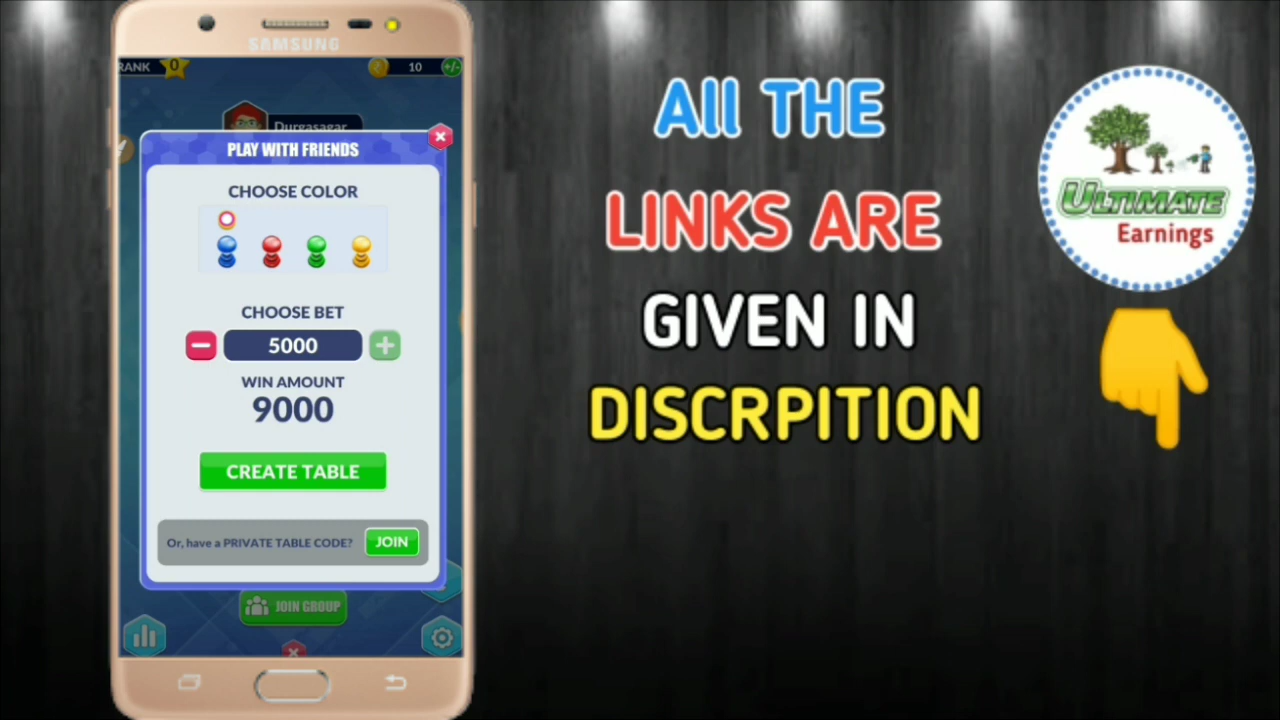 SAMSUNG
RANK 0
10 +/-
Durgasagar
PLAY WITH FRIENDS
CHOOSE COLOR
CHOOSE BET
5000
WIN AMOUNT
9000
CREATE TABLE
Or, have a PRIVATE TABLE CODE? JOIN
JOIN GROUP
All THE
LINKS ARE
GIVEN IN
DISCRPITION
ULTIMATE
Earnings